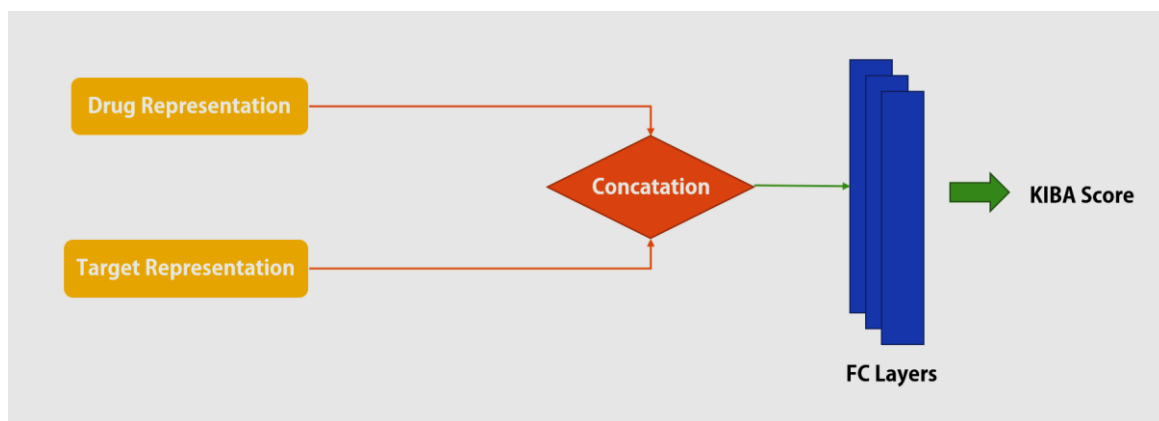 Drug Representation
Concatation
Target Representation
KIBA Score
FC Layers